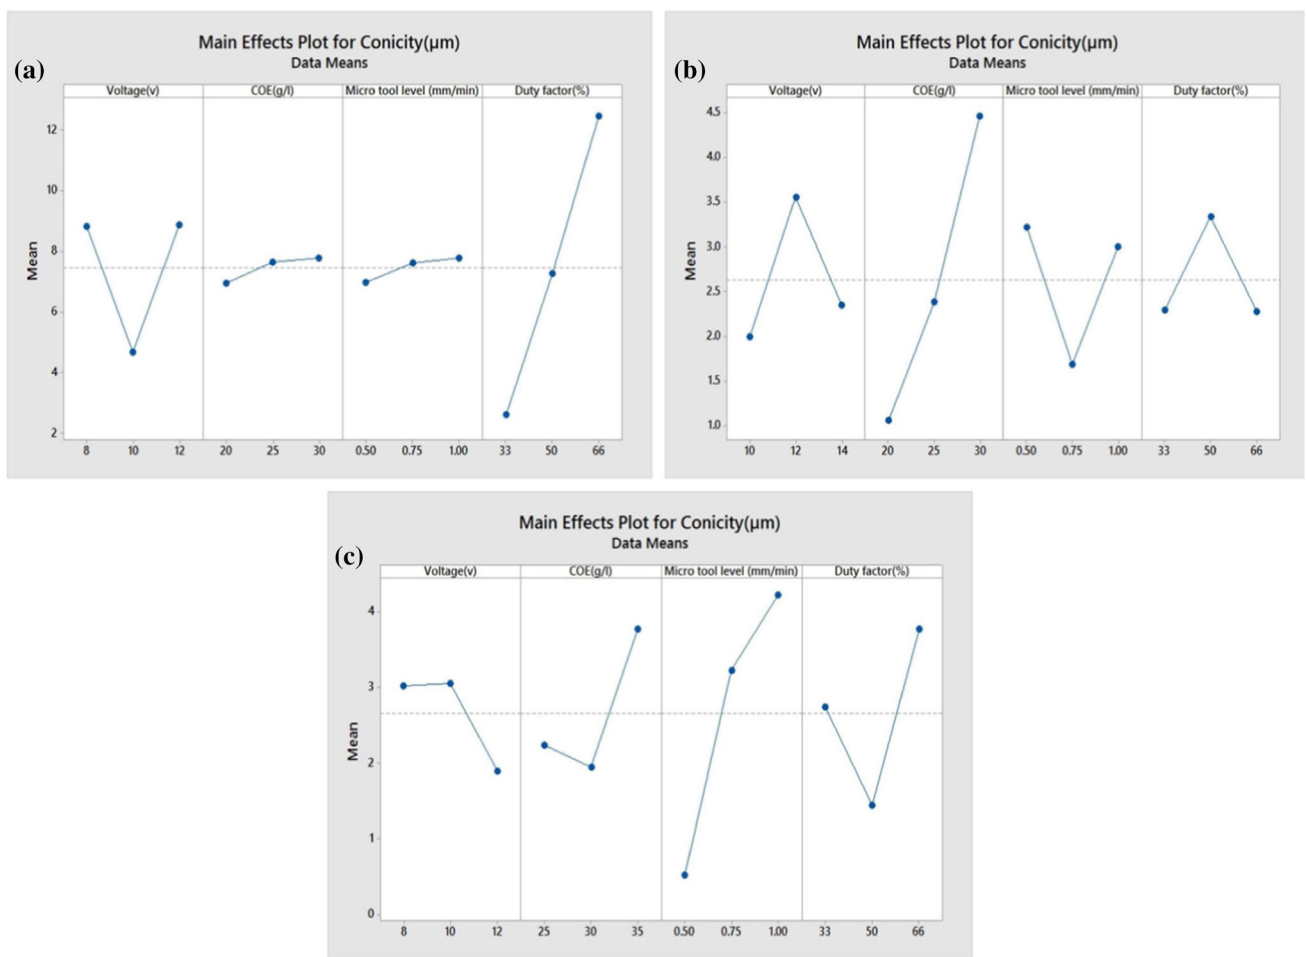 (a)
Main Effects Plot for Conicity(µm)
Data Means
Voltage(v) COE(g/l) Micro tool level (mm/min) Duty factor(%)
Mean
12
10
8
6
4
2
8 10 12 20 25 30 0.50 0.75 1.00 33 50 66
(b)
Main Effects Plot for Conicity(µm)
Data Means
Voltage(v) COE(g/l) Micro tool level (mm/min) Duty factor(%)
Mean
4.5
4.0
3.5
3.0
2.5
2.0
1.5
1.0
10 12 14 20 25 30 0.50 0.75 1.00 33 50 66
(c)
Main Effects Plot for Conicity(µm)
Data Means
Voltage(v) COE(g/l) Micro tool level (mm/min) Duty factor(%)
Mean
4
3
2
1
0
8 10 12 25 30 35 0.50 0.75 1.00 33 50 66